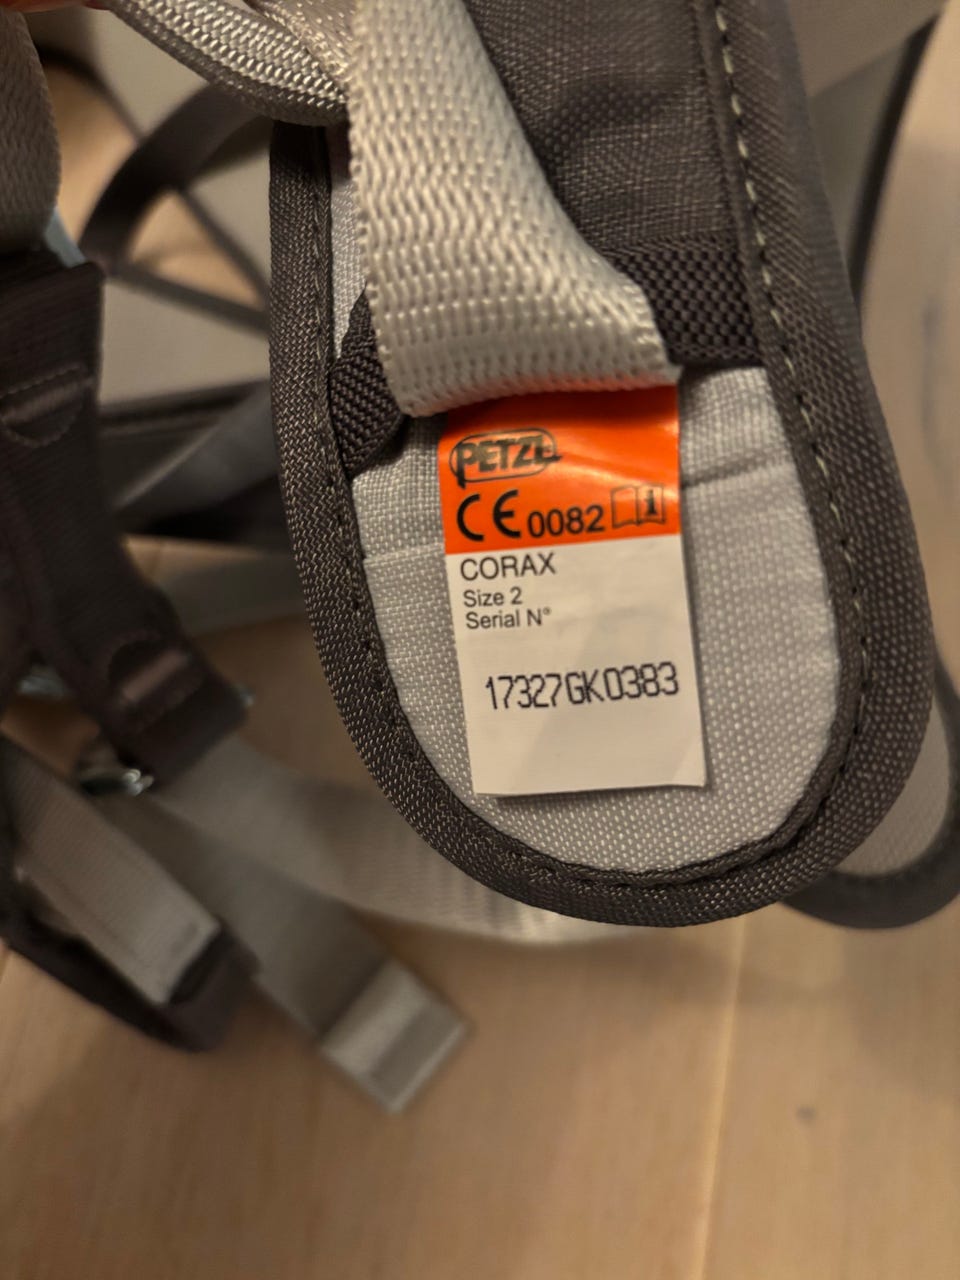 PETZL
CE 0082 i
CORAX
Size 2
Serial N°
17327GK0383